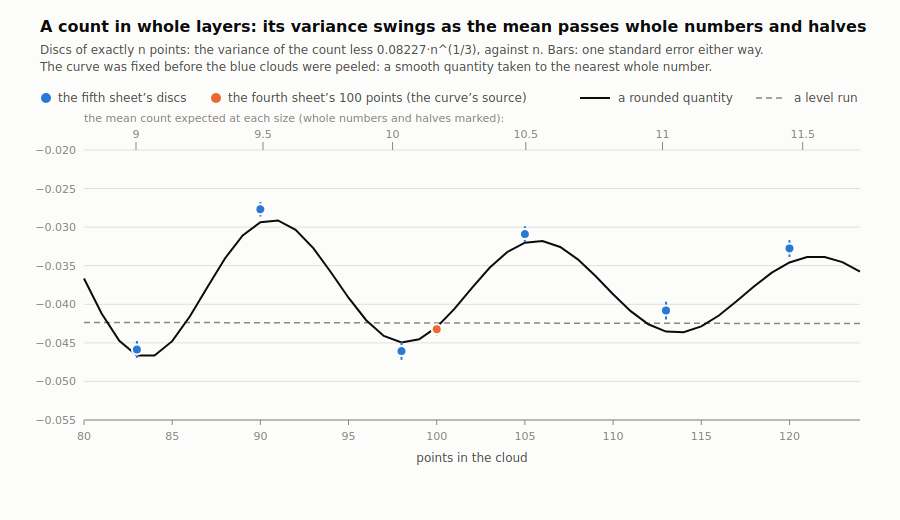 A count in whole layers: its variance swings as the mean passes whole numbers and halves
Discs of exactly n points: the variance of the count less 0.08227·n^(1/3), against n. Bars: one standard error either way.
The curve was fixed before the blue clouds were peeled: a smooth quantity taken to the nearest whole number.
the fifth sheet’s discs
the fourth sheet’s 100 points (the curve’s source)
a rounded quantity
a level run
the mean count expected at each size (whole numbers and halves marked):
9 9.5 10 10.5 11 11.5
−0.020
−0.025
−0.030
−0.035
−0.040
−0.045
−0.050
−0.055
80 85 90 95 100 105 110 115 120
points in the cloud